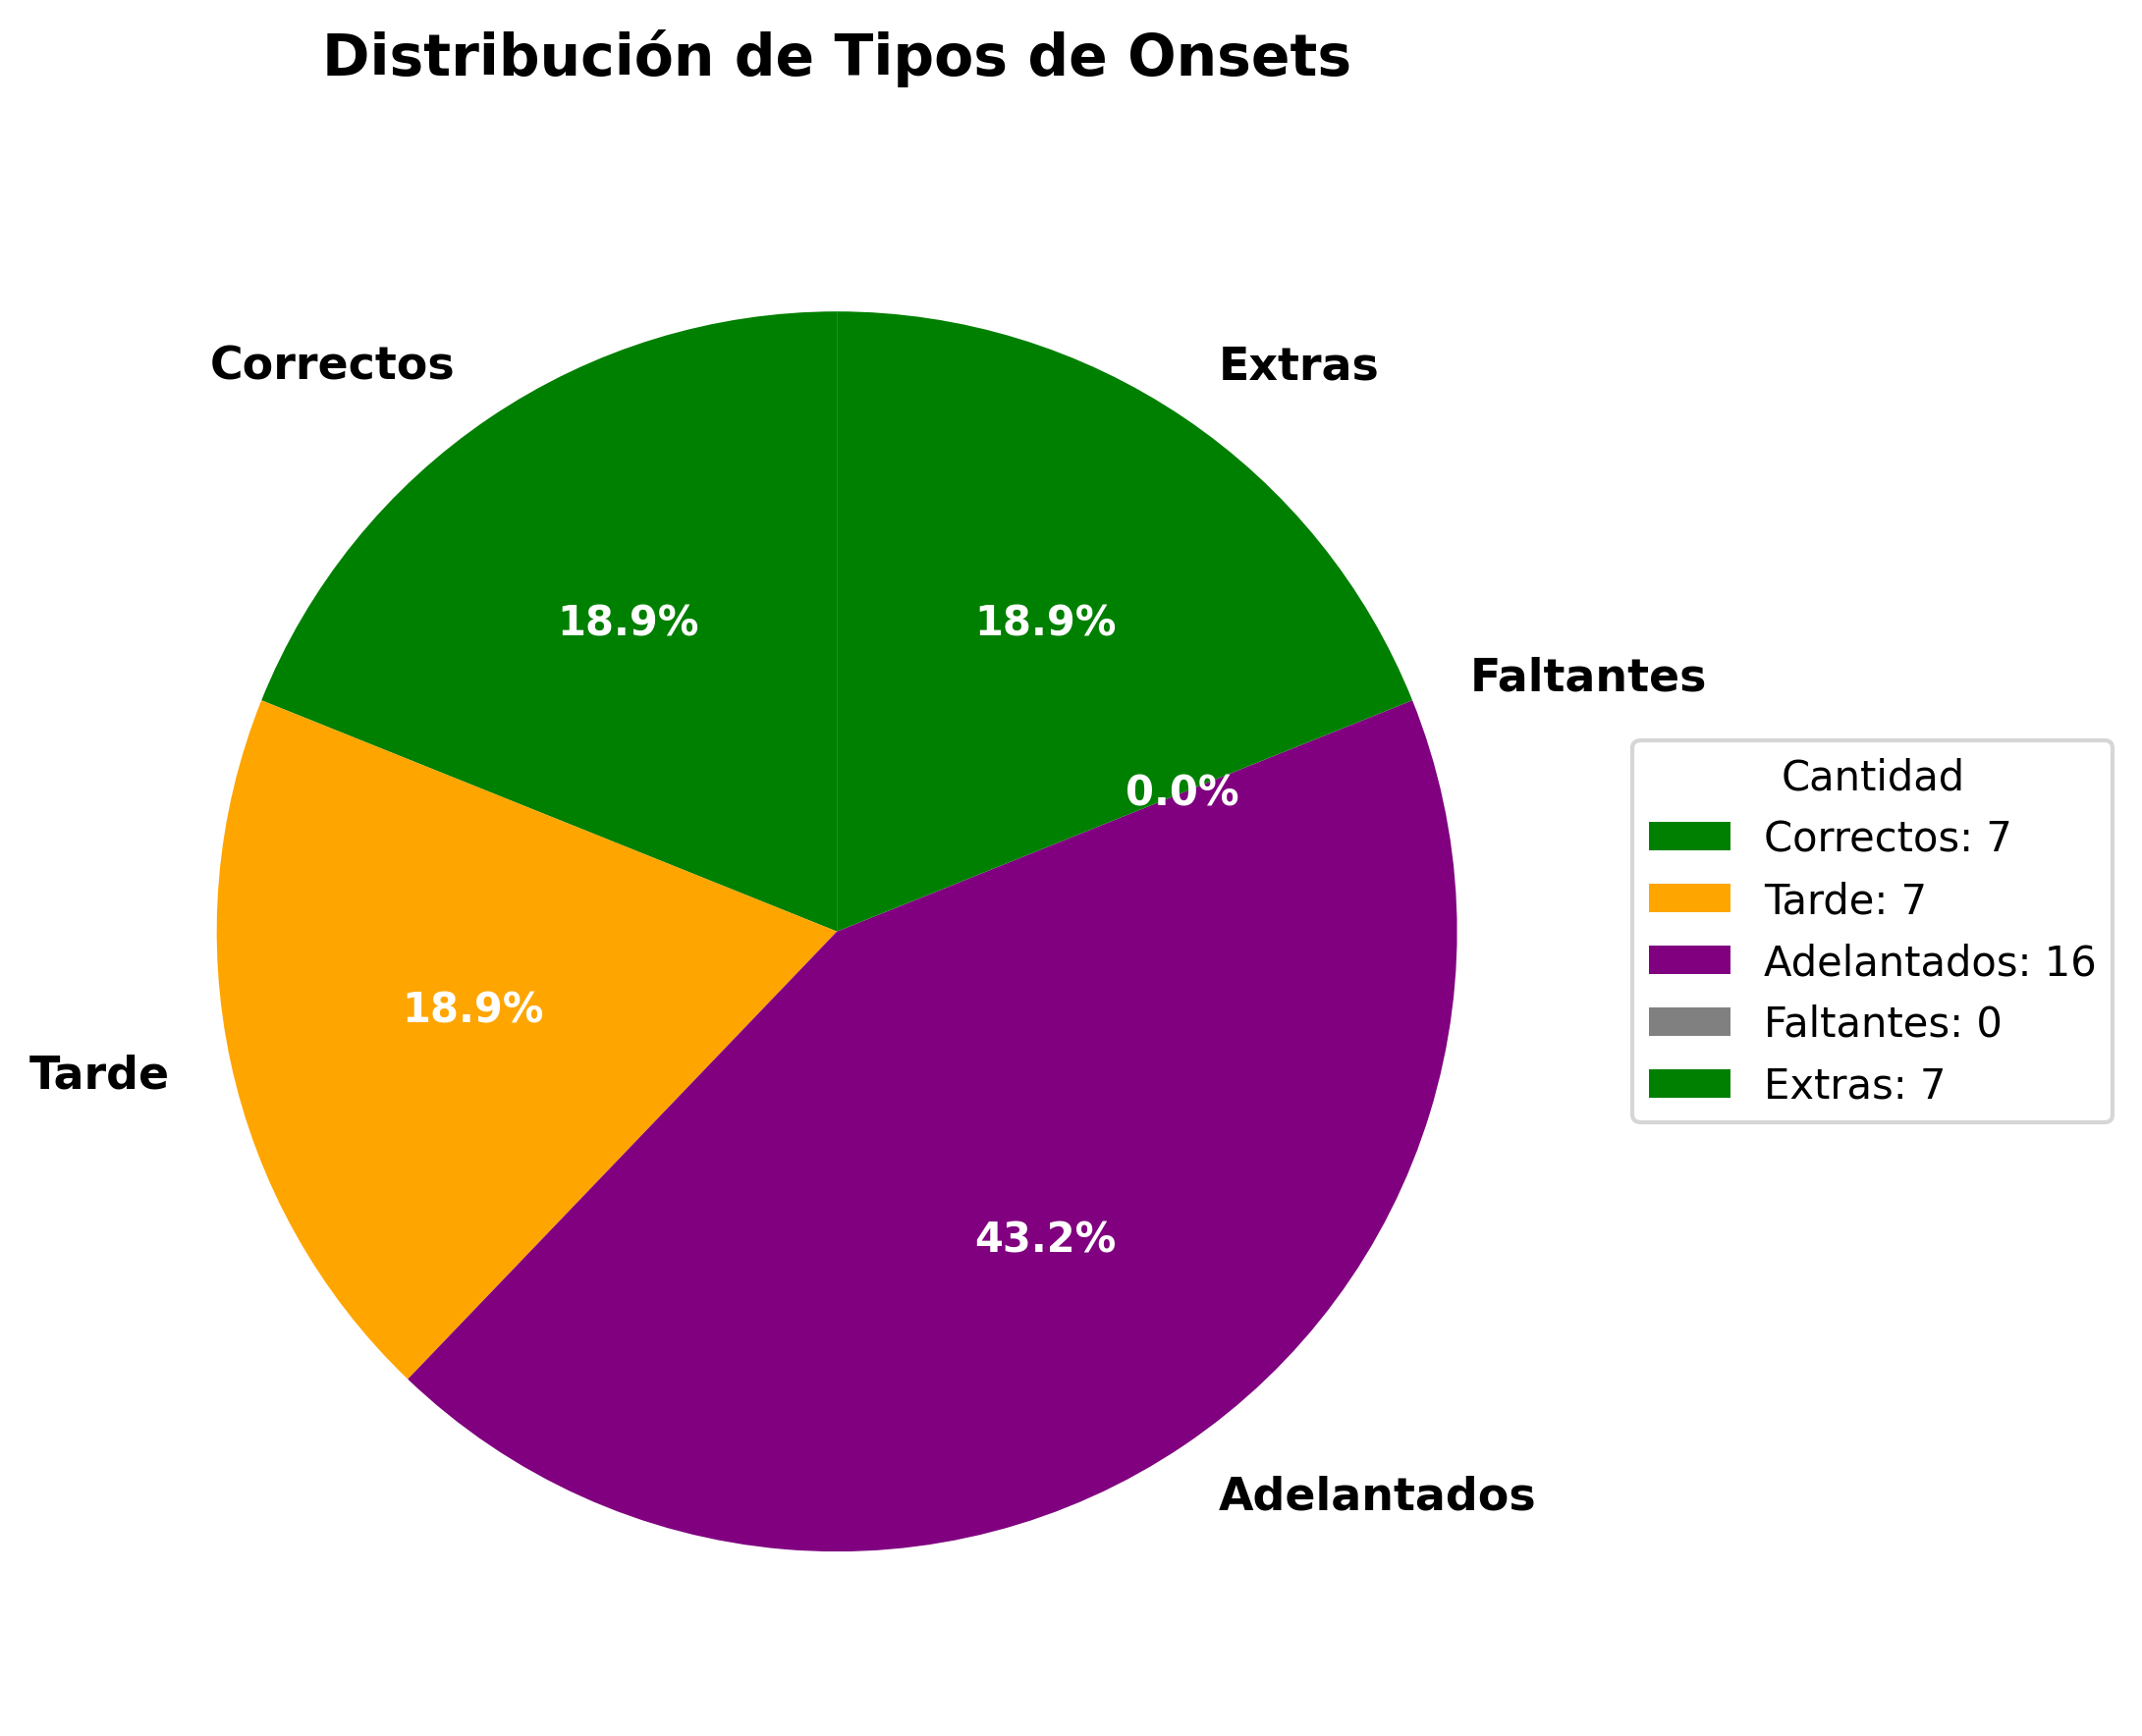 Distribución de Tipos de Onsets
Correctos
Extras
18.9%
18.9%
Faltantes
0.0%
18.9%
Tarde
43.2%
Adelantados
Cantidad
Correctos: 7
Tarde: 7
Adelantados: 16
Faltantes: 0
Extras: 7